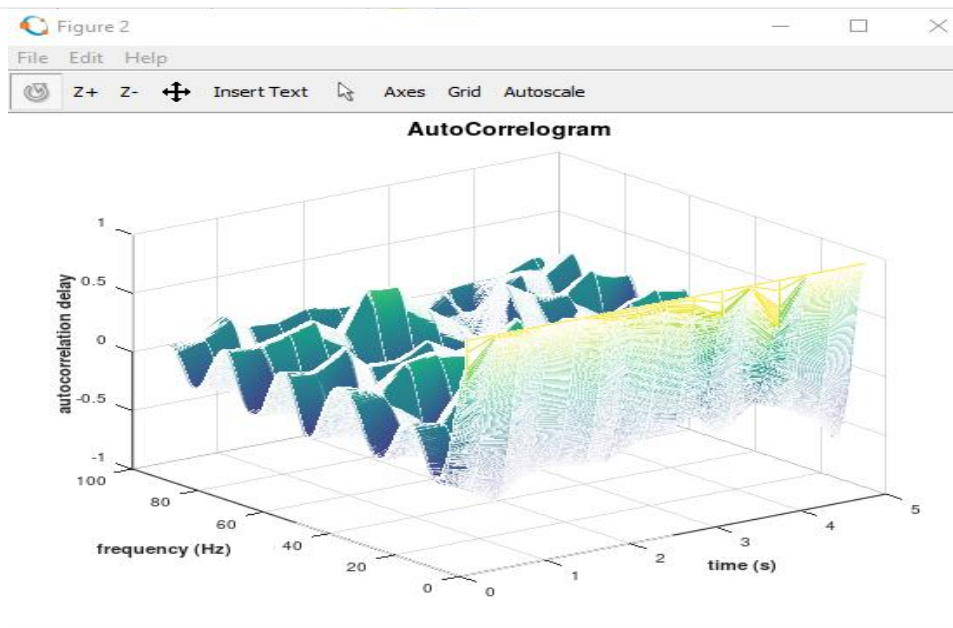 Figure 2
File Edit Help
Z+ Z- Insert Text Axes Grid Autoscale
AutoCorrelogram
1
0.5
0
-0.5
-1
autocorrelation delay
100
80
60
40
20
0
frequency (Hz)
0
1
2
3
4
5
time (s)